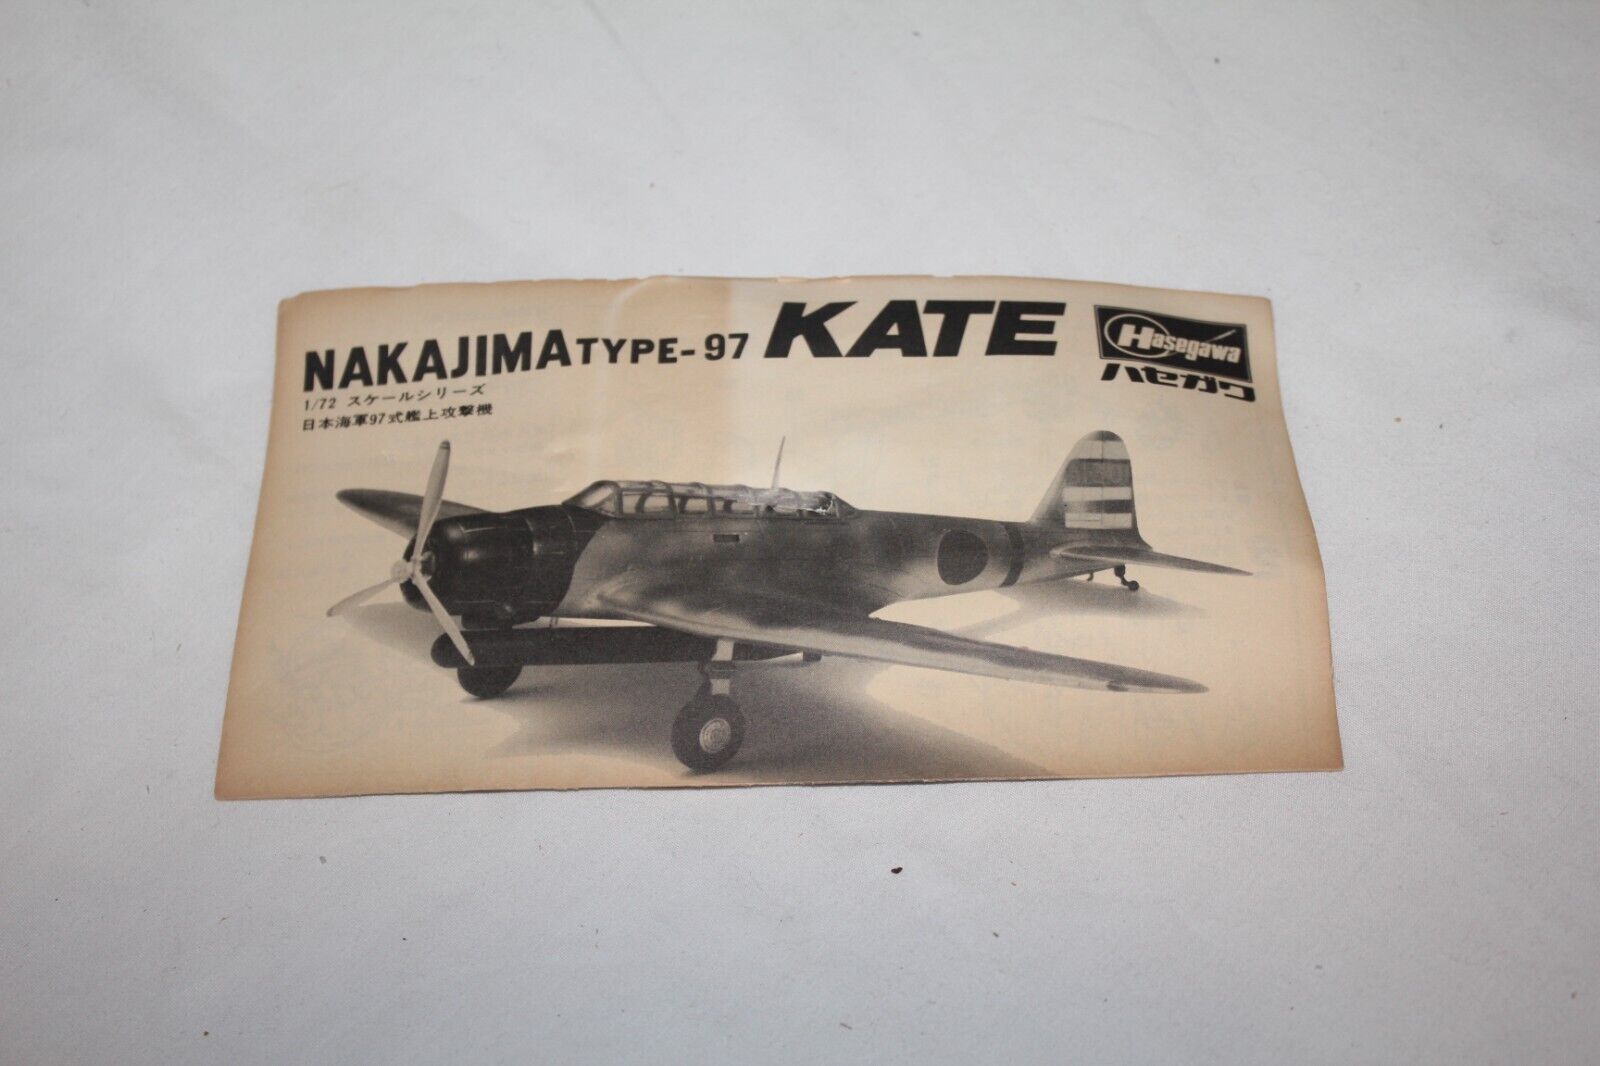 NAKAJIMA TYPE-97 KATE
1/72 スケールシリーズ
日本海軍97式艦上攻撃機
Hasegawa
ハセガワ